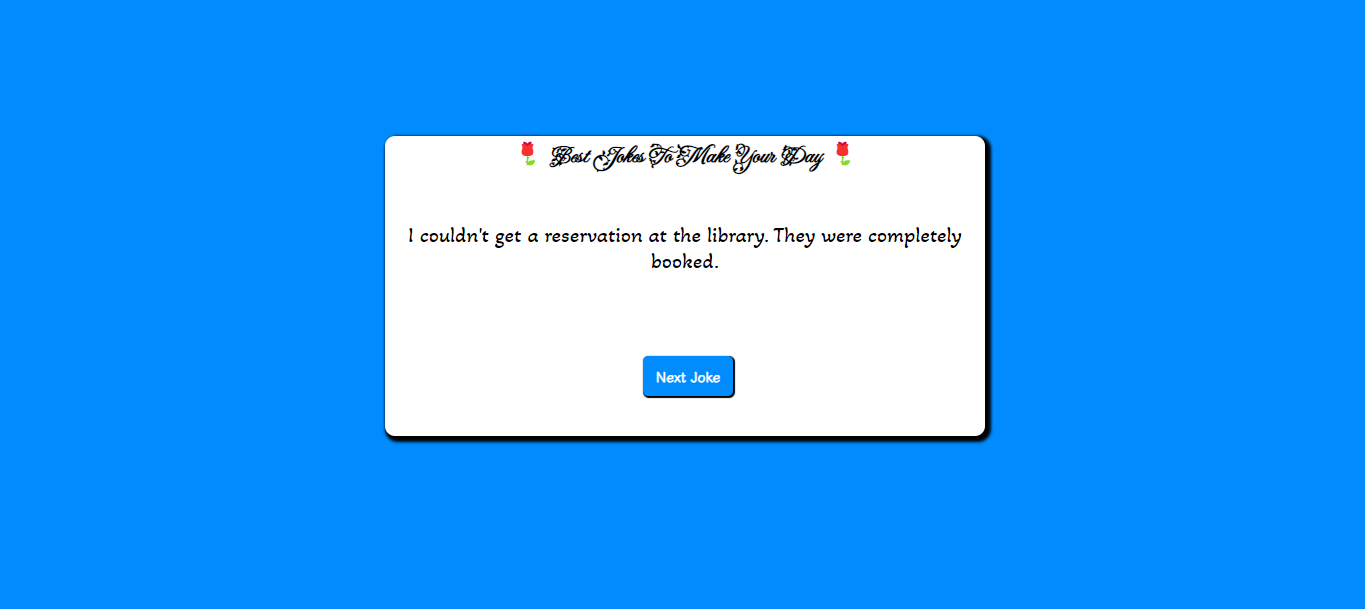 🌹 Best Jokes To Make Your Day 🌹
I couldn't get a reservation at the library. They were completely
booked.
Next Joke